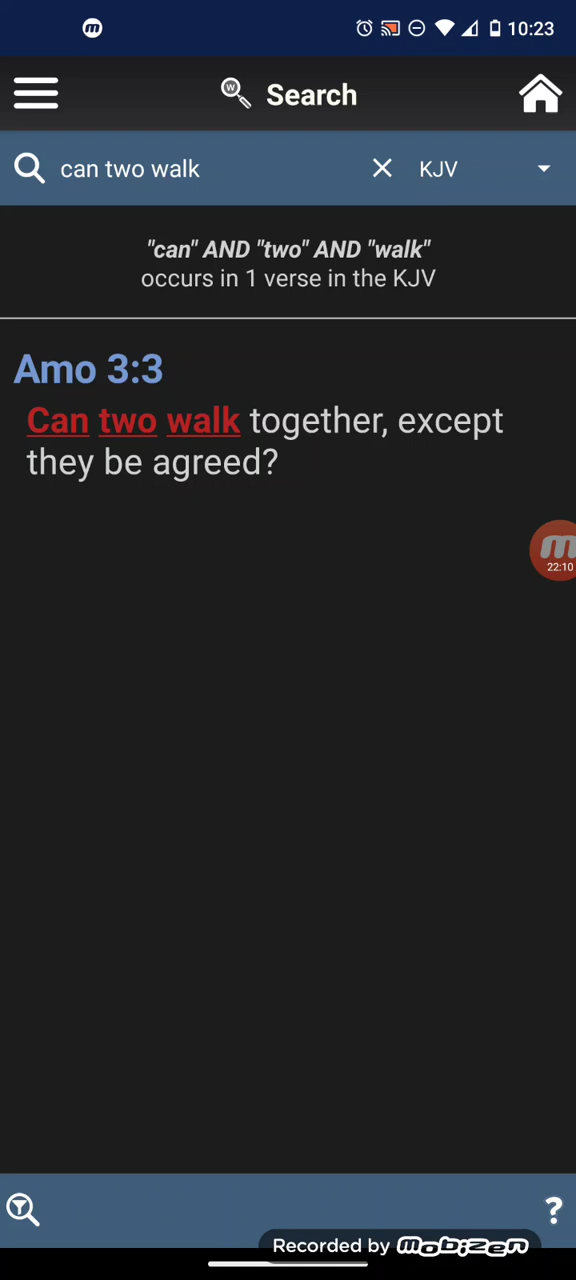 m 10:23
W Search
can two walk KJV
"can" AND "two" AND "walk"
occurs in 1 verse in the KJV
Amo 3:3
Can two walk together, except
they be agreed?
m
22:10
?
Recorded by mobizen